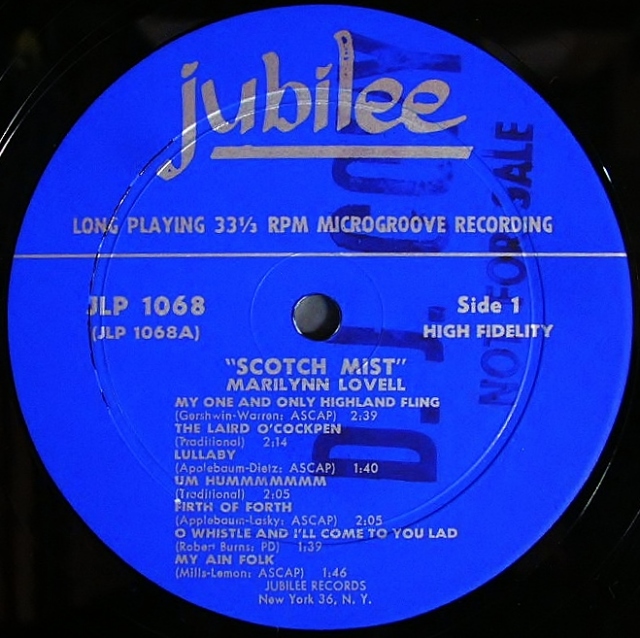 jubilee
LONG PLAYING 33⅓ RPM MICROGROOVE RECORDING
JLP 1068
(JLP 1068A)
Side 1
HIGH FIDELITY
"SCOTCH MIST"
MARILYNN LOVELL
MY ONE AND ONLY HIGHLAND FLING
(Gershwin-Warren: ASCAP) 2:39
THE LAIRD O'COCKPEN
(Traditional) 2:14
LULLABY
(Apolebaum-Dietz: ASCAP) 1:40
UM HUMMMMMMM
(Traditional) 2:05
FIRTH OF FORTH
(Applebaum-Lasky: ASCAP) 2:05
O WHISTLE AND I'LL COME TO YOU LAD
(Robert Burns: PD) 1:39
MY AIN FOLK
(Mills-Lemon: ASCAP) 1:46
JUBILEE RECORDS
New York 36, N. Y.
D.J. COPY
NOT FOR SALE